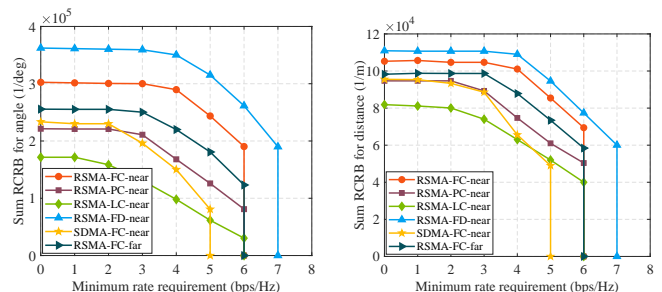 ×10^5
4
3
2
1
0
Sum RCRB for angle (1/deg)
RSMA-FC-near
RSMA-PC-near
RSMA-LC-near
RSMA-FD-near
SDMA-FC-near
RSMA-FC-far
0 1 2 3 4 5 6 7 8
Minimum rate requirement (bps/Hz)
×10^4
12
10
8
6
4
2
0
Sum RCRB for distance (1/m)
RSMA-FC-near
RSMA-PC-near
RSMA-LC-near
RSMA-FD-near
SDMA-FC-near
RSMA-FC-far
0 1 2 3 4 5 6 7 8
Minimum rate requirement (bps/Hz)